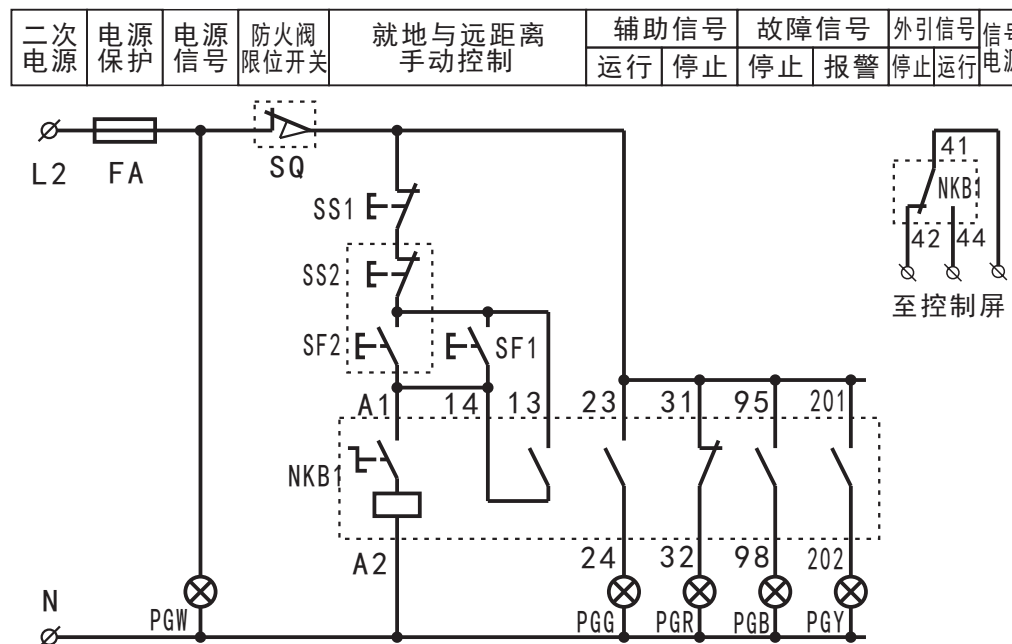 二次
电源
电源
保护
电源
信号
防火阀
限位开关
就地与远距离
手动控制
辅助信号
运行
停止
故障信号
停止
报警
外引信号
停止
运行
信号
电源
L2
FA
SQ
SS1
SS2
SF2
SF1
41
NKB1
42
44
至控制屏
A1
14
13
23
31
95
201
NKB1
A2
24
32
98
202
N
PGW
PGG
PGR
PGB
PGY